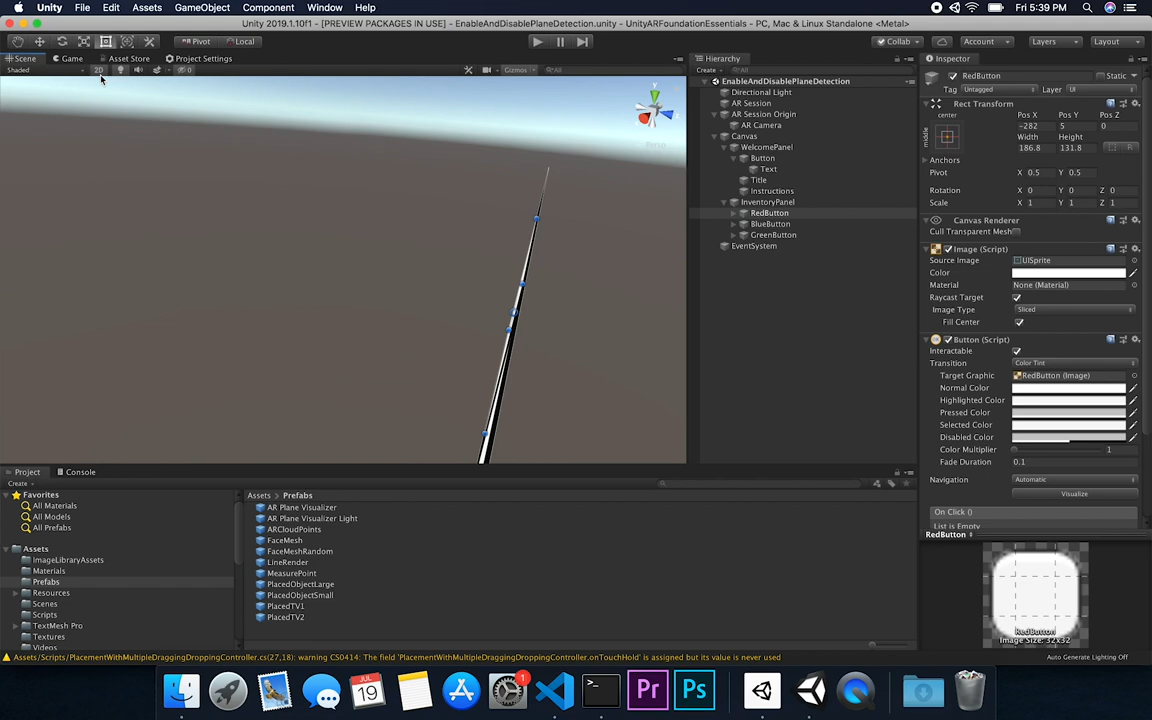 Unity File Edit Assets GameObject Component Window Help Fri 5:39 PM
Unity 2019.1.10f1 - [PREVIEW PACKAGES IN USE] - EnableAndDisablePlaneDetection.unity - UnityARFoundationEssentials - PC, Mac & Linux Standalone <Metal>
Pivot Local Collab Account Layers Layout
Scene Game Asset Store Project Settings
Shaded 2D 0 Gizmos All
y
x
Persp
Hierarchy
Create All
EnableAndDisablePlaneDetection
Directional Light
AR Session
AR Session Origin
AR Camera
Canvas
WelcomePanel
Button
Text
Title
Instructions
InventoryPanel
RedButton
BlueButton
GreenButton
EventSystem
Inspector
RedButton Static
Tag Untagged Layer UI
Rect Transform
center Pos X Pos Y Pos Z
middle -282 5 0
Width Height
186.8 131.8 R
Anchors
Pivot X 0.5 Y 0.5
Rotation X 0 Y 0 Z 0
Scale X 1 Y 1 Z 1
Canvas Renderer
Cull Transparent Mesh
Image (Script)
Source Image UISprite
Color
Material None (Material)
Raycast Target
Image Type Sliced
Fill Center
Button (Script)
Interactable
Transition Color Tint
Target Graphic RedButton (Image)
Normal Color
Highlighted Color
Pressed Color
Selected Color
Disabled Color
Color Multiplier 1
Fade Duration 0.1
Navigation Automatic
Visualize
On Click ()
List is Empty
RedButton
RedButton
Image Size: 32x32
Auto Generate Lighting Off
Project Console
Create
Favorites
All Materials
All Models
All Prefabs
Assets
ImageLibraryAssets
Materials
Prefabs
Resources
Scenes
Scripts
TextMesh Pro
Textures
Videos
Assets > Prefabs
AR Plane Visualizer
AR Plane Visualizer Light
ARCloudPoints
FaceMesh
FaceMeshRandom
LineRender
MeasurePoint
PlacedObjectLarge
PlacedObjectSmall
PlacedTV1
PlacedTV2
Assets/Scripts/PlacementWithMultipleDraggingDroppingController.cs(27,18): warning CS0414: The field 'PlacementWithMultipleDraggingDroppingController.onTouchHold' is assigned but its value is never used
JUL
19
1
>_
Pr
Ps